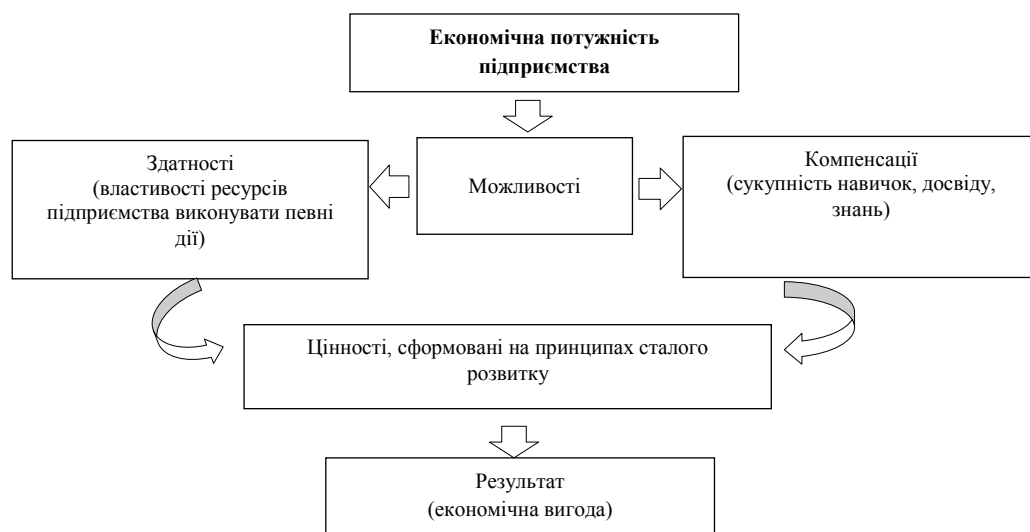 Економічна потужність
підприємства
Здатності
(властивості ресурсів
підприємства виконувати певні
дії)
Можливості
Компенсації
(сукупність навичок, досвіду,
знань)
Цінності, сформовані на принципах сталого
розвитку
Результат
(економічна вигода)